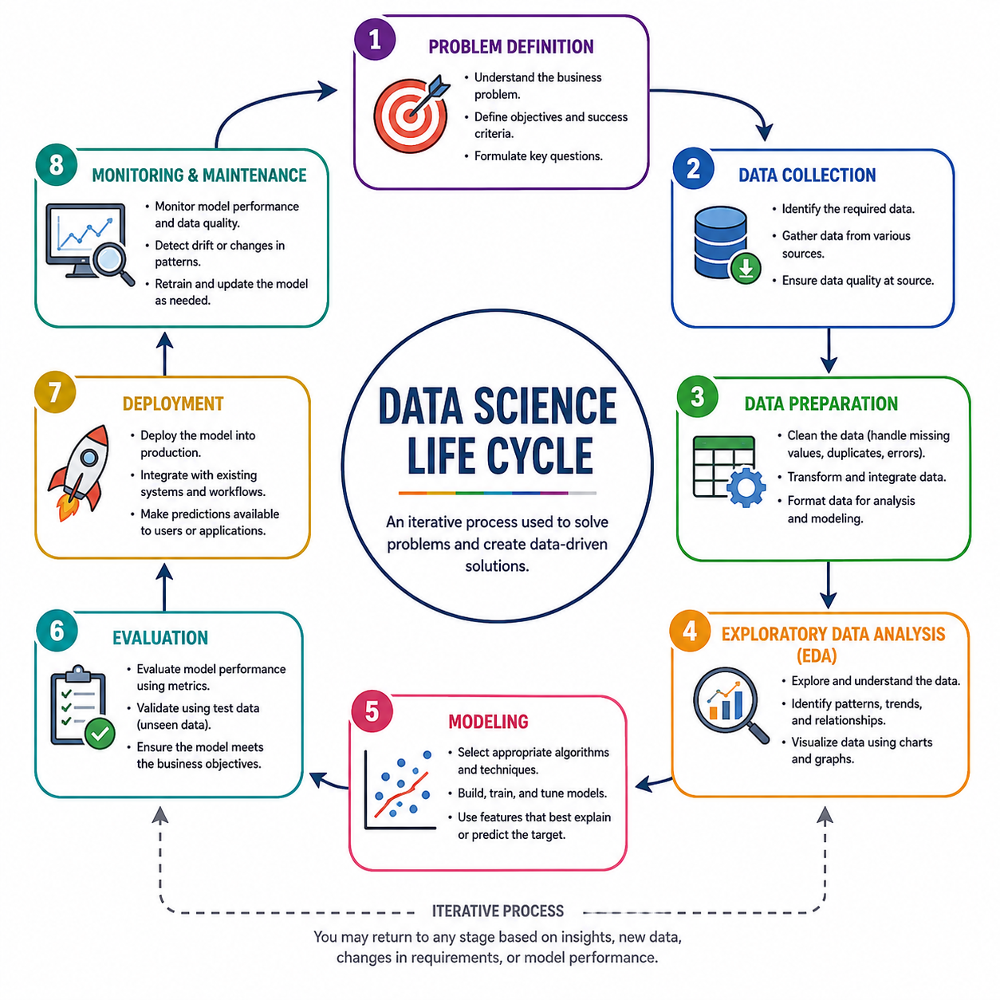 1
PROBLEM DEFINITION
• Understand the business
problem.
• Define objectives and success
criteria.
• Formulate key questions.
2
DATA COLLECTION
• Identify the required data.
• Gather data from various
sources.
• Ensure data quality at source.
3
DATA PREPARATION
• Clean the data (handle missing
values, duplicates, errors).
• Transform and integrate data.
• Format data for analysis
and modeling.
4
EXPLORATORY DATA ANALYSIS
(EDA)
• Explore and understand the data.
• Identify patterns, trends,
and relationships.
• Visualize data using charts
and graphs.
5
MODELING
• Select appropriate algorithms
and techniques.
• Build, train, and tune models.
• Use features that best explain
or predict the target.
6
EVALUATION
• Evaluate model performance
using metrics.
• Validate using test data
(unseen data).
• Ensure the model meets
the business objectives.
7
DEPLOYMENT
• Deploy the model into
production.
• Integrate with existing
systems and workflows.
• Make predictions available
to users or applications.
8
MONITORING & MAINTENANCE
• Monitor model performance
and data quality.
• Detect drift or changes in
patterns.
• Retrain and update the model
as needed.
DATA SCIENCE
LIFE CYCLE
An iterative process used to solve
problems and create data-driven
solutions.
ITERATIVE PROCESS
You may return to any stage based on insights, new data,
changes in requirements, or model performance.